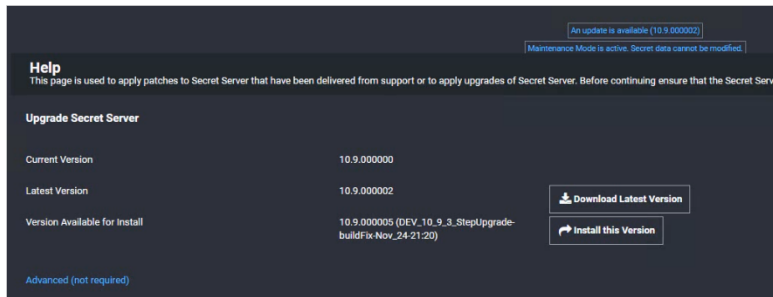 An update is available (10.9.000002)
Maintenance Mode is active. Secret data cannot be modified.
Help
This page is used to apply patches to Secret Server that have been delivered from support or to apply upgrades of Secret Server. Before continuing ensure that the Secret Serv
Upgrade Secret Server
Current Version 10.9.000000
Latest Version 10.9.000002 Download Latest Version
Version Available for Install 10.9.000005 (DEV_10_9_3_StepUpgrade- Install this Version
buildFix-Nov_24-21:20)
Advanced (not required)